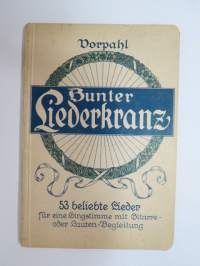 Vorpahl
Bunter
Liederkranz
53 beliebte Lieder
für eine Singstimme mit Gitarre-
oder Lauten-Begleitung